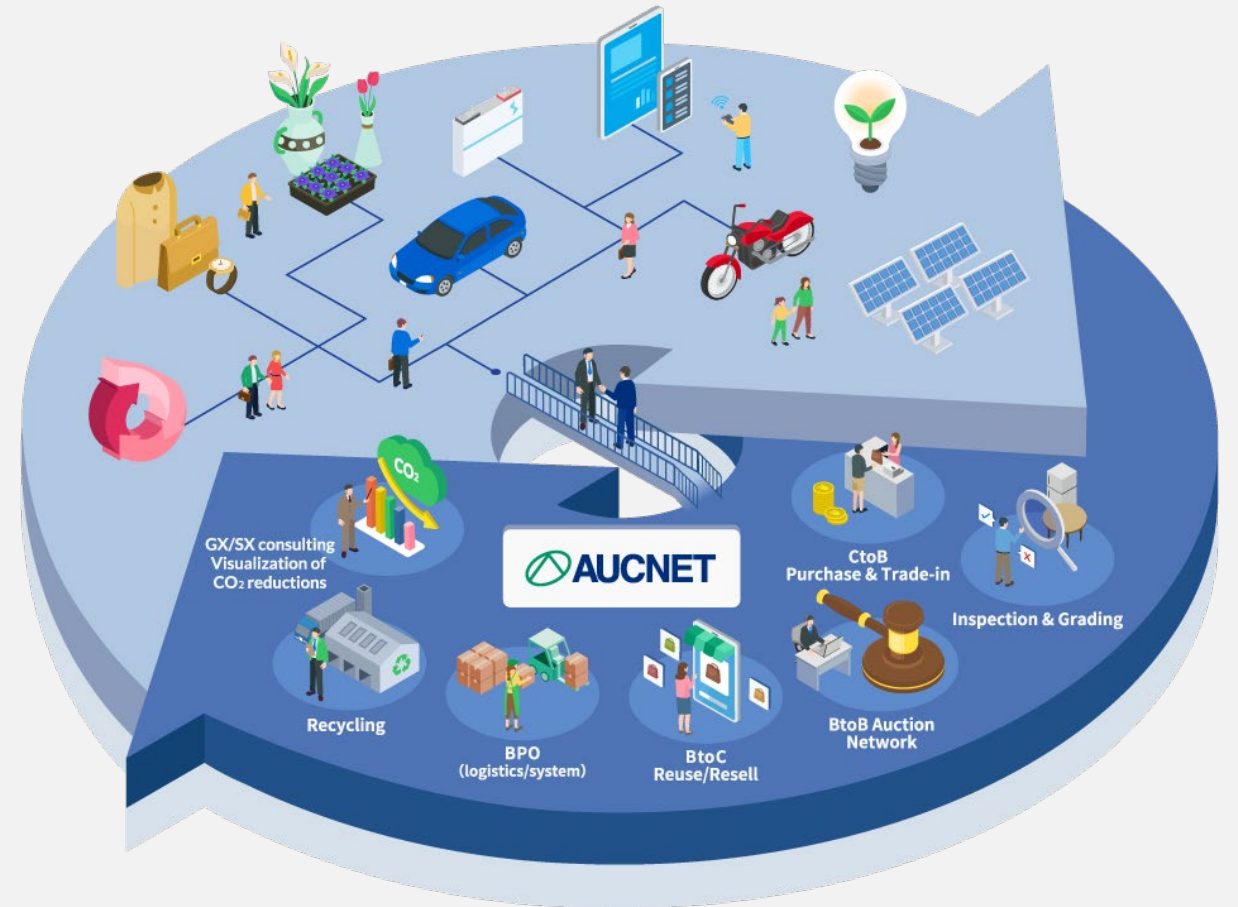 CO₂
GX/SX consulting
Visualization of
CO₂ reductions
AUCNET
CtoB
Purchase & Trade-in
Inspection & Grading
Recycling
BPO
(logistics/system)
BtoC
Reuse/Resell
BtoB Auction
Network